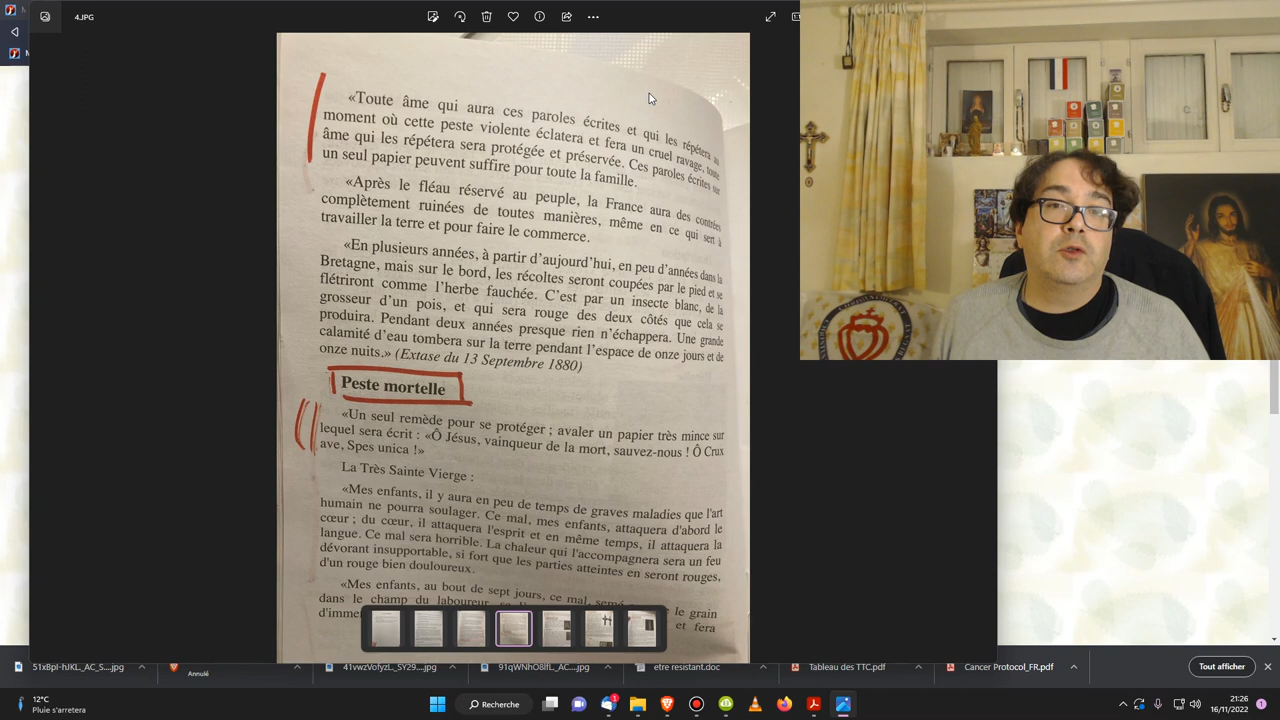 4.JPG
«Toute âme qui aura ces paroles écrites et qui les répétera au
moment où cette peste violente éclatera et fera un cruel ravage, toute
âme qui les répétera sera protégée et préservée. Ces paroles écrites sur
un seul papier peuvent suffire pour toute la famille.
«Après le fléau réservé au peuple, la France aura des contrées
complètement ruinées de toutes manières, même en ce qui sert à
travailler la terre et pour faire le commerce.
«En plusieurs années, à partir d’aujourd’hui, en peu d’années dans la
Bretagne, mais sur le bord, les récoltes seront coupées par le pied et se
flétriront comme l’herbe fauchée. C’est par un insecte blanc, de la
grosseur d’un pois, et qui sera rouge des deux côtés que cela se
produira. Pendant deux années presque rien n’échappera. Une grande
calamité d’eau tombera sur la terre pendant l’espace de onze jours et de
onze nuits.» (Extase du 13 Septembre 1880)
Peste mortelle
«Un seul remède pour se protéger ; avaler un papier très mince sur
lequel sera écrit : «Ô Jésus, vainqueur de la mort, sauvez-nous ! Ô Crux
ave, Spes unica !»
La Très Sainte Vierge :
«Mes enfants, il y aura en peu de temps de graves maladies que l'art
humain ne pourra soulager. Ce mal, mes enfants, attaquera d'abord le
cœur ; du cœur, il attaquera l'esprit et en même temps, il attaquera la
langue. Ce mal sera horrible. La chaleur qui l'accompagnera sera un feu
dévorant insupportable, si fort que les parties atteintes en seront rouges,
d'un rouge bien douloureux.
«Mes enfants, au bout de sept jours, ce mal, semé le grain
dans le champ du laboureur
et fera
51xBpl-hJKL._AC_S....jpg
Annulé
41vwzVofyzL._SY29....jpg
91qWNhO8lfL._AC_....jpg
etre resistant.doc
Tableau des TTC.pdf
Cancer Protocol_FR.pdf
Tout afficher
12°C
Pluie s'arretera
Recherche
1
21:26
16/11/2022
1